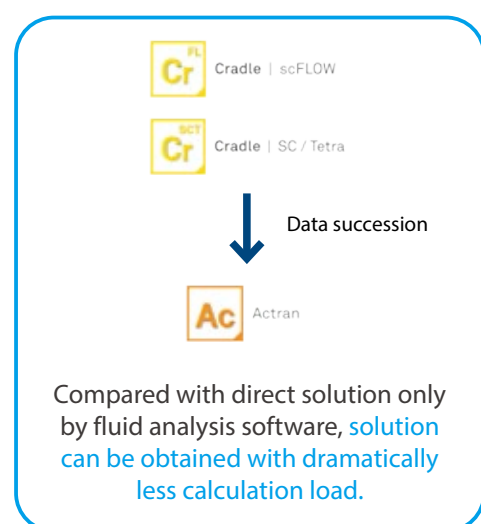 FL
Cr
Cradle | scFLOW
SCT
Cr
Cradle | SC / Tetra
Data succession
Ac
Actran
Compared with direct solution only
by fluid analysis software, solution
can be obtained with dramatically
less calculation load.